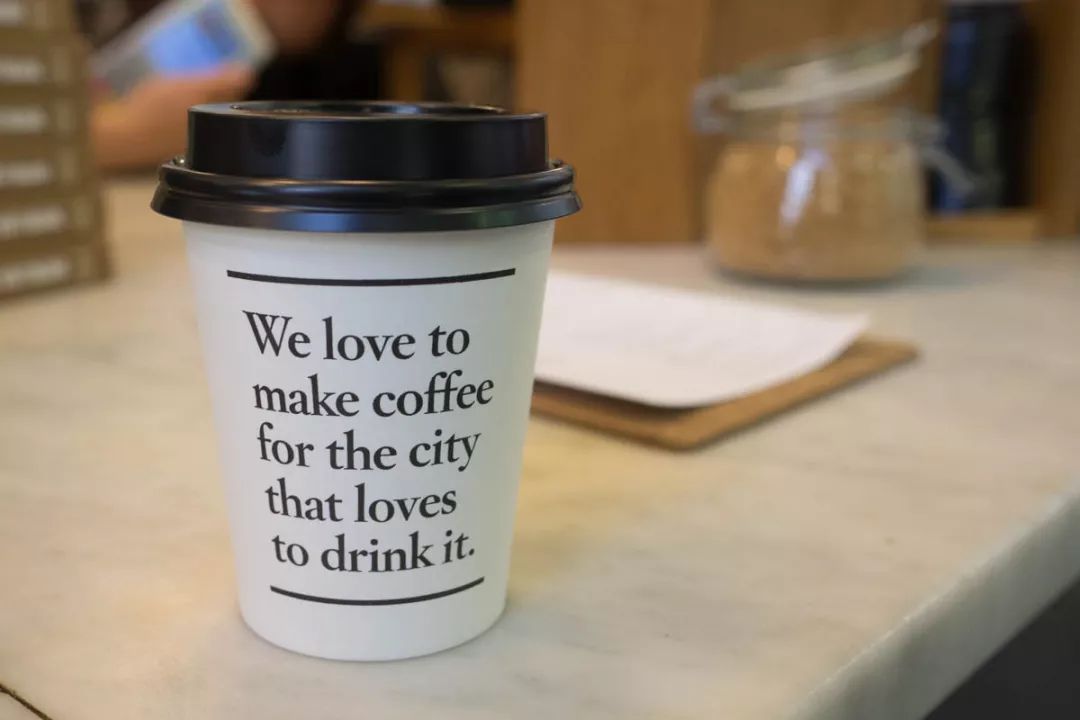 We love to
make coffee
for the city
that loves
to drink it.